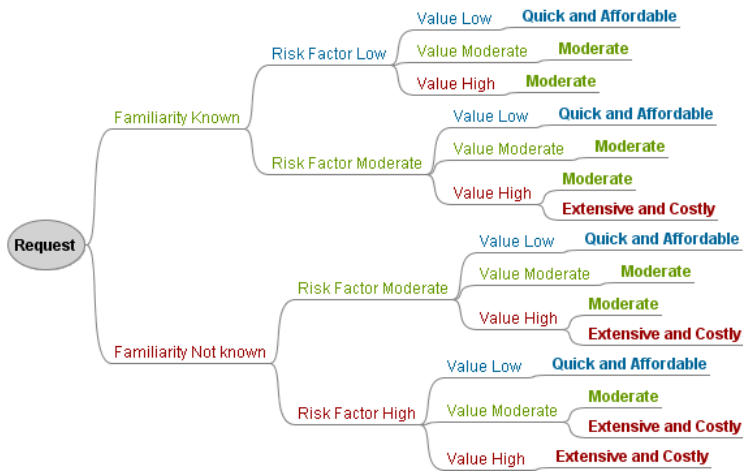 Request
Familiarity Known
Risk Factor Low
Value Low
Quick and Affordable
Value Moderate
Moderate
Value High
Moderate
Risk Factor Moderate
Value Low
Quick and Affordable
Value Moderate
Moderate
Value High
Moderate
Extensive and Costly
Familiarity Not known
Risk Factor Moderate
Value Low
Quick and Affordable
Value Moderate
Moderate
Value High
Moderate
Extensive and Costly
Risk Factor High
Value Low
Quick and Affordable
Value Moderate
Moderate
Extensive and Costly
Value High
Extensive and Costly